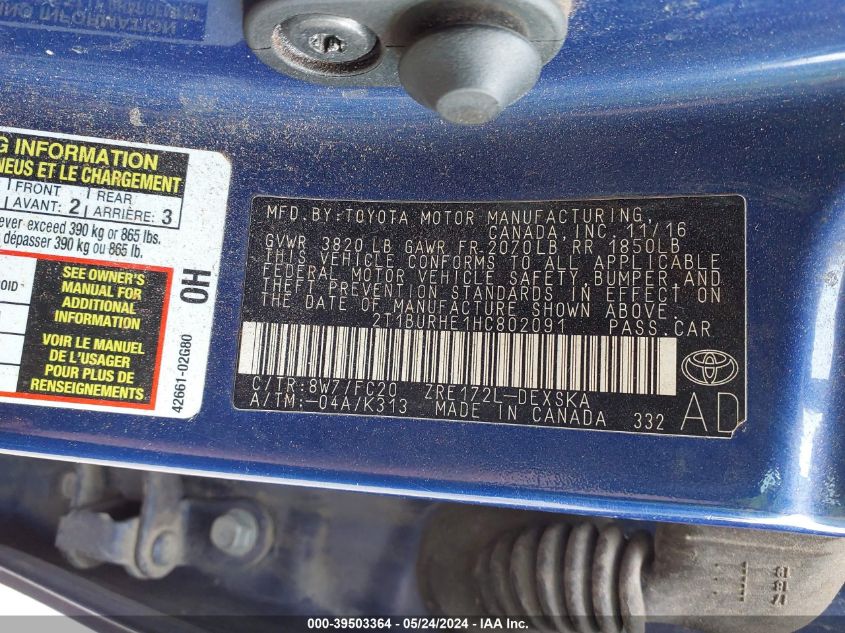 G INFORMATION
NEUS ET LE CHARGEMENT
FRONT REAR
AVANT: 2 ARRIÈRE: 3
ever exceed 390 kg or 865 lbs.
dépasser 390 kg ou 865 lb.
SEE OWNER'S
MANUAL FOR
ADDITIONAL
INFORMATION
VOIR LE MANUEL
DE L'USAGER
POUR PLUS DE
RENSEIGNEMENTS
0H
42661-02G80
MFD. BY: TOYOTA MOTOR MANUFACTURING,
CANADA, INC. 11/16
GVWR 3820 LB GAWR FR 2070LB RR 1850LB
THIS VEHICLE CONFORMS TO ALL APPLICABLE
FEDERAL MOTOR VEHICLE SAFETY, BUMPER, AND
THEFT PREVENTION STANDARDS IN EFFECT ON
THE DATE OF MANUFACTURE SHOWN ABOVE.
2T1BURHE1HC802091 PASS.CAR
C/TR: 8W7/FC20 ZRE172L-DEXSKA
A/TM: -04A/K313 MADE IN CANADA 332
AD
000-39503364 - 05/24/2024 - IAA Inc.